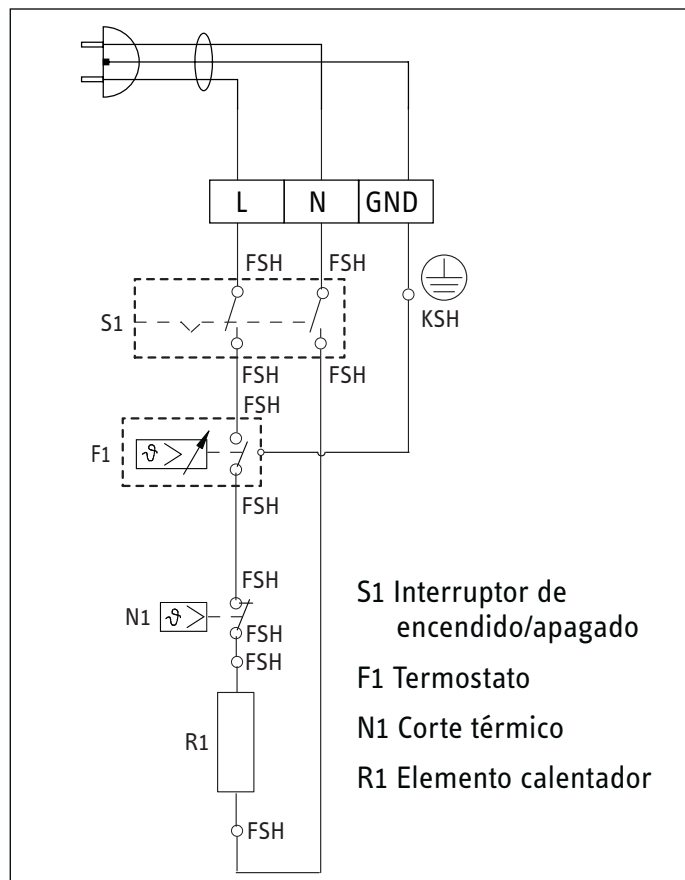 L N GND
FSH FSH
KSH
S1
FSH FSH
FSH
F1 ϑ >
FSH
FSH
N1 ϑ >
FSH
FSH
R1
FSH
S1 Interruptor de
encendido/apagado
F1 Termostato
N1 Corte térmico
R1 Elemento calentador